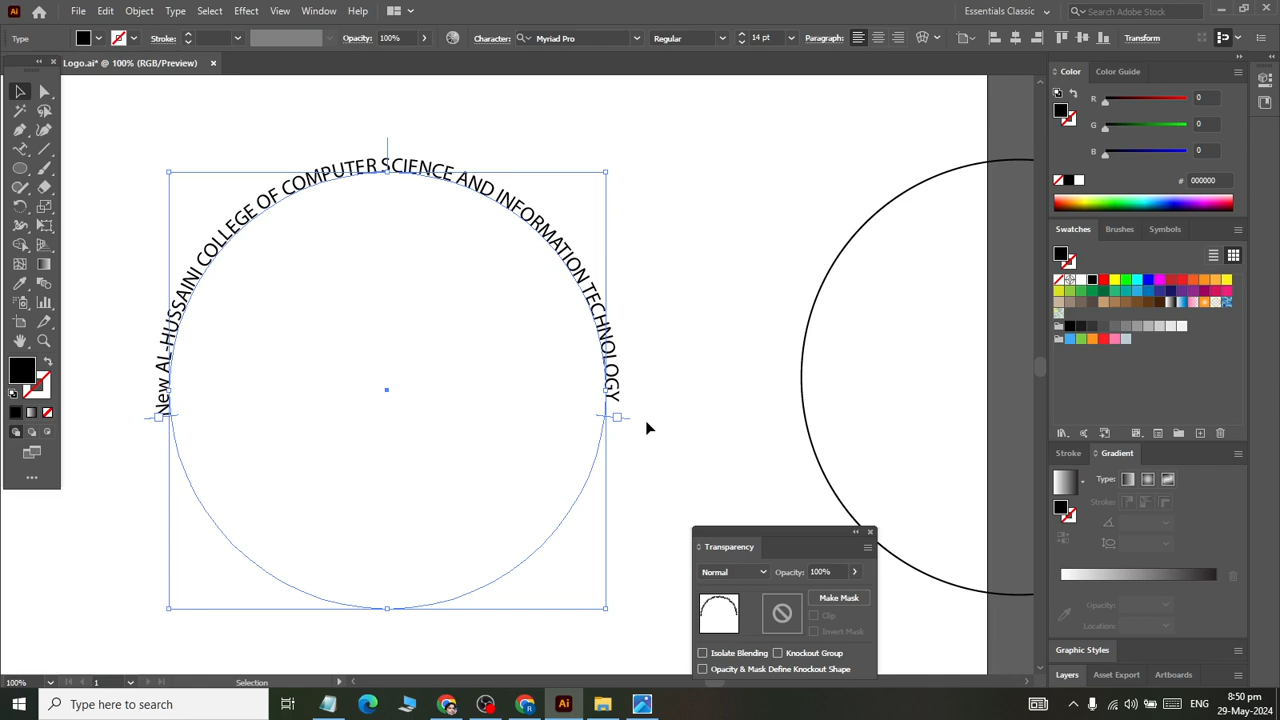 File Edit Object Type Select Effect View Window Help
Essentials Classic
Search Adobe Stock
Type
Stroke:
Opacity: 100%
Character:
Myriad Pro
Regular
14 pt
Paragraph:
Transform
Logo.ai* @ 100% (RGB/Preview)
New AL-HUSSAINI COLLEGE OF COMPUTER SCIENCE AND INFORMATION TECHNOLOGY
Color
Color Guide
R 0
G 0
B 0
# 000000
Swatches
Brushes
Symbols
Stroke
Gradient
Type:
Strokes:
Opacity:
Location:
Graphic Styles
Layers
Asset Export
Artboards
Transparency
Normal
Opacity: 100%
Make Mask
Clip
Invert Mask
Isolate Blending
Knockout Group
Opacity & Mask Define Knockout Shape
100%
1
Selection
Type here to search
8:50 pm
29-May-2024